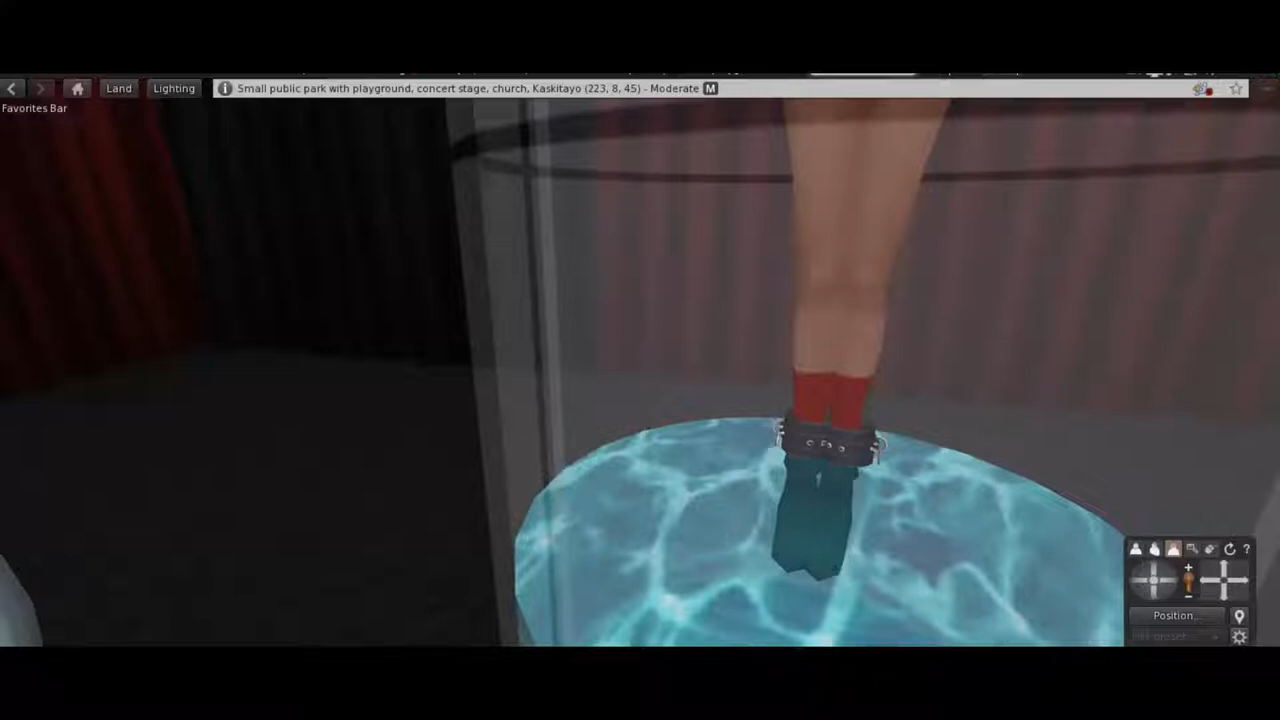 Land
Lighting
Small public park with playground, concert stage, church, Kaskitayo (223, 8, 45) - Moderate M
Favorites Bar
?
Position...